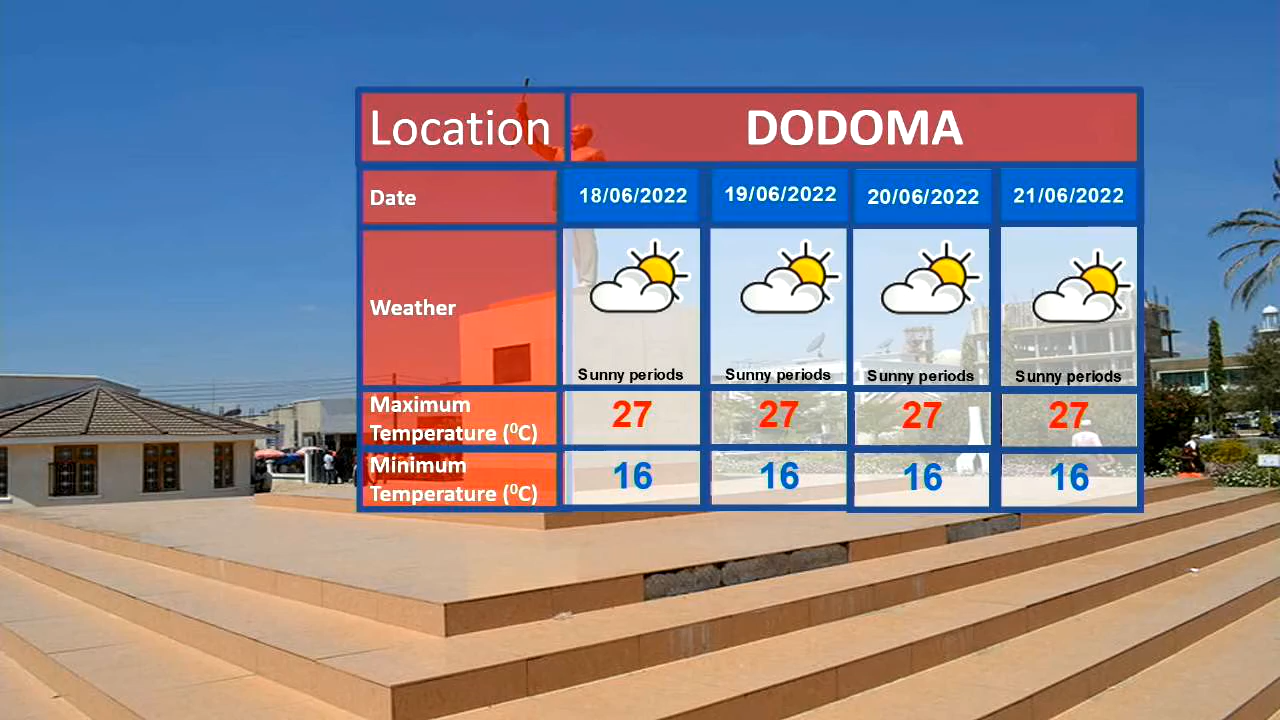 Location DODOMA
Date 18/06/2022 19/06/2022 20/06/2022 21/06/2022
Weather
Sunny periods Sunny periods Sunny periods Sunny periods
Maximum
Temperature (⁰C) 27 27 27 27
Minimum
Temperature (⁰C) 16 16 16 16